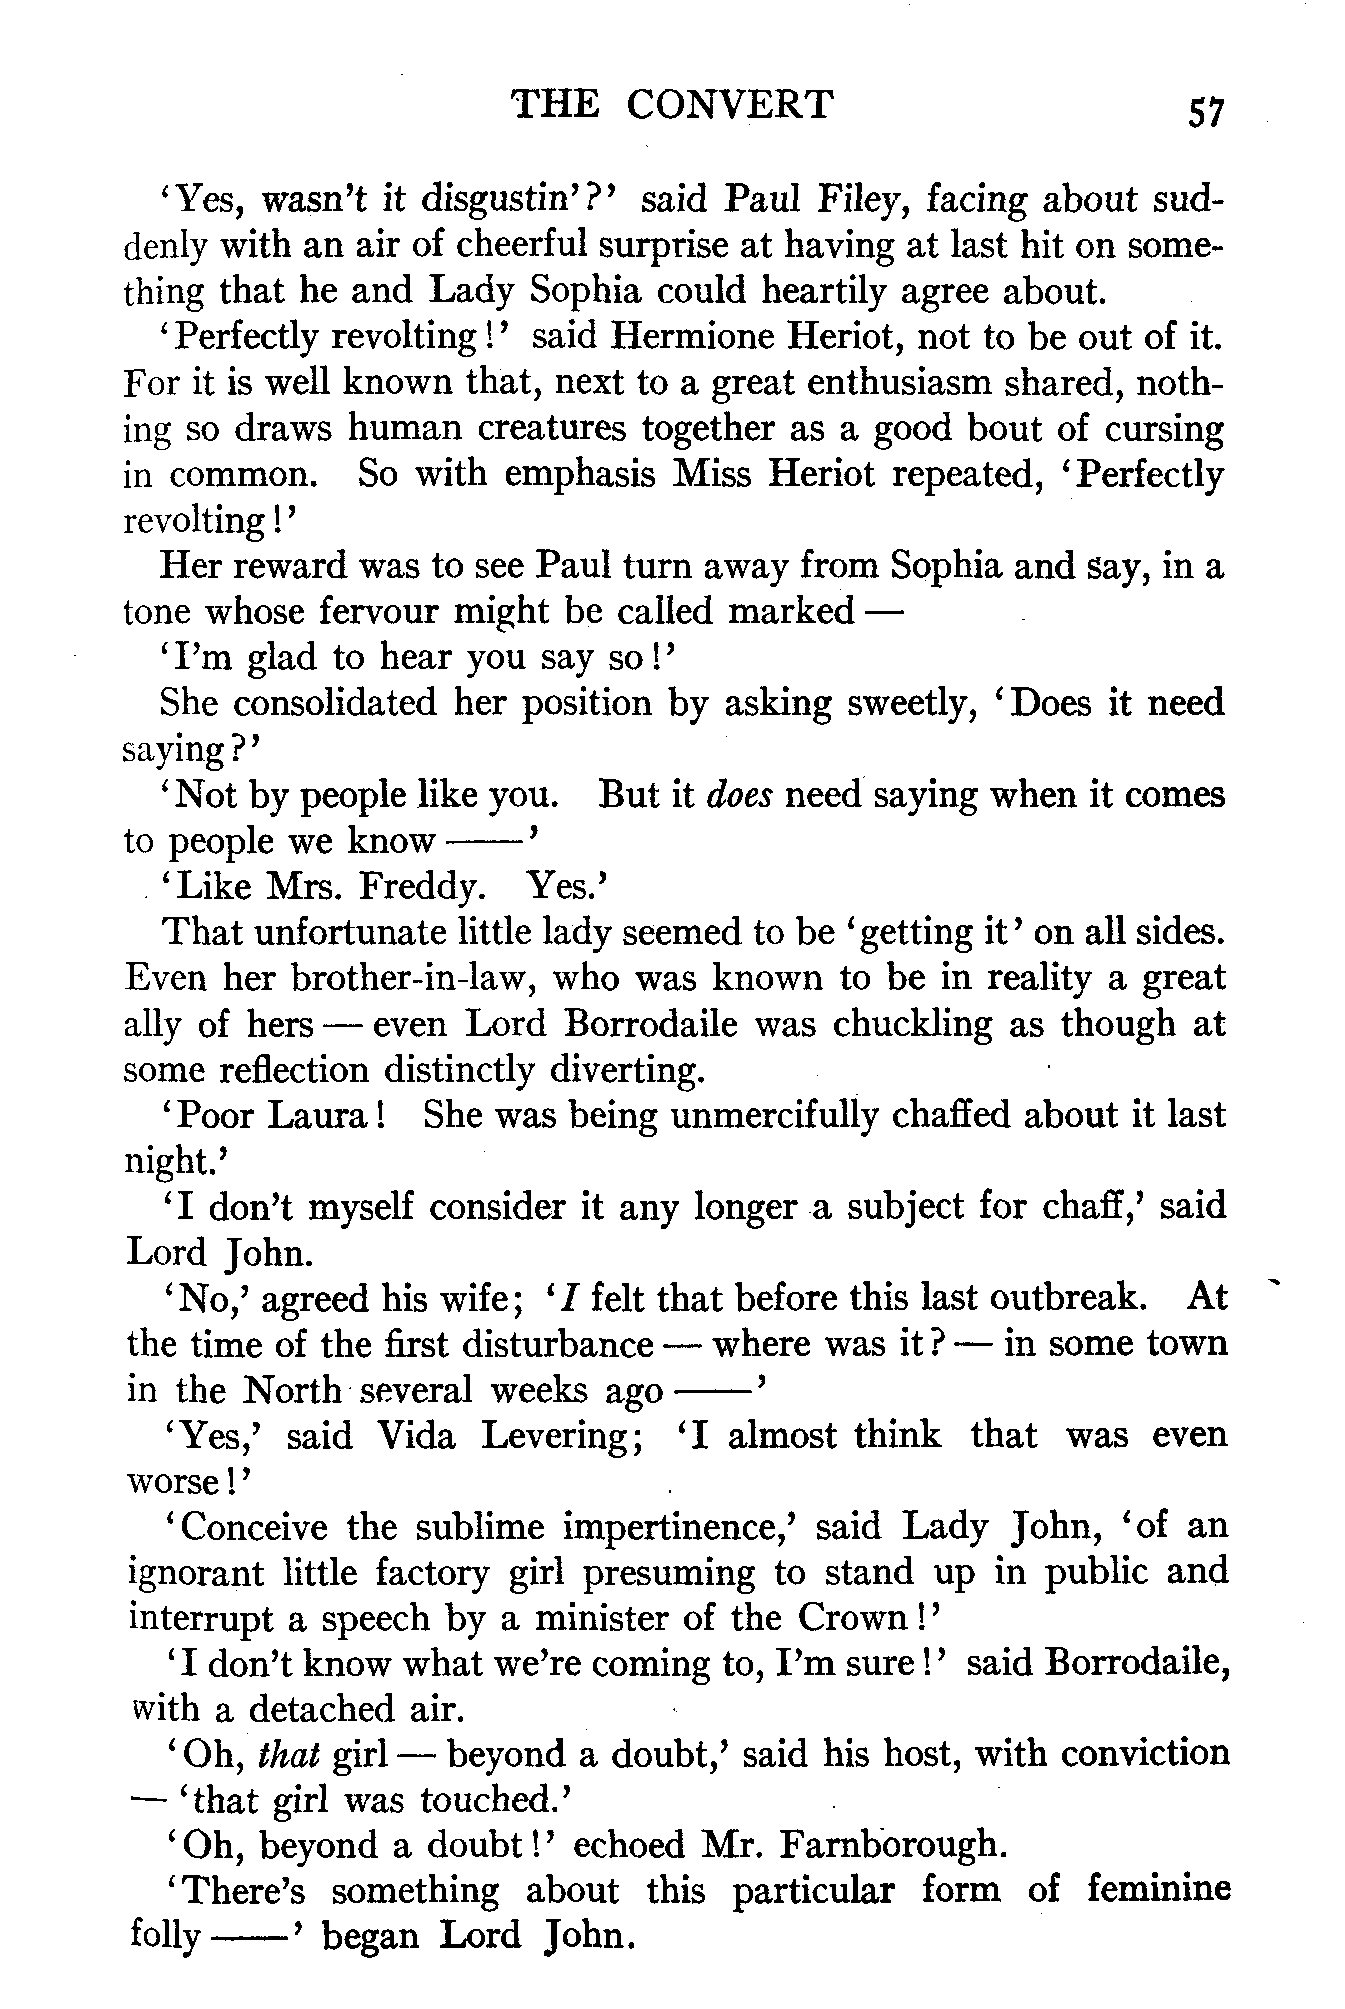 THE CONVERT 57
‘Yes, wasn’t it disgustin’?’ said Paul Filey, facing about sud-
denly with an air of cheerful surprise at having at last hit on some-
thing that he and Lady Sophia could heartily agree about.
‘Perfectly revolting!’ said Hermione Heriot, not to be out of it.
For it is well known that, next to a great enthusiasm shared, noth-
ing so draws human creatures together as a good bout of cursing
in common. So with emphasis Miss Heriot repeated, ‘Perfectly
revolting!’
Her reward was to see Paul turn away from Sophia and say, in a
tone whose fervour might be called marked —
‘I’m glad to hear you say so!’
She consolidated her position by asking sweetly, ‘Does it need
saying?’
‘Not by people like you. But it does need saying when it comes
to people we know ——’
‘Like Mrs. Freddy. Yes.’
That unfortunate little lady seemed to be ‘getting it’ on all sides.
Even her brother-in-law, who was known to be in reality a great
ally of hers — even Lord Borrodaile was chuckling as though at
some reflection distinctly diverting.
‘Poor Laura! She was being unmercifully chaffed about it last
night.’
‘I don’t myself consider it any longer a subject for chaff,’ said
Lord John.
‘No,’ agreed his wife; ‘I felt that before this last outbreak. At
the time of the first disturbance — where was it? — in some town
in the North several weeks ago ——’
‘Yes,’ said Vida Levering; ‘I almost think that was even
worse!’
‘Conceive the sublime impertinence,’ said Lady John, ‘of an
ignorant little factory girl presuming to stand up in public and
interrupt a speech by a minister of the Crown!’
‘I don’t know what we’re coming to, I’m sure!’ said Borrodaile,
with a detached air.
‘Oh, that girl — beyond a doubt,’ said his host, with conviction
— ‘that girl was touched.’
‘Oh, beyond a doubt!’ echoed Mr. Farnborough.
‘There’s something about this particular form of feminine
folly ——’ began Lord John.